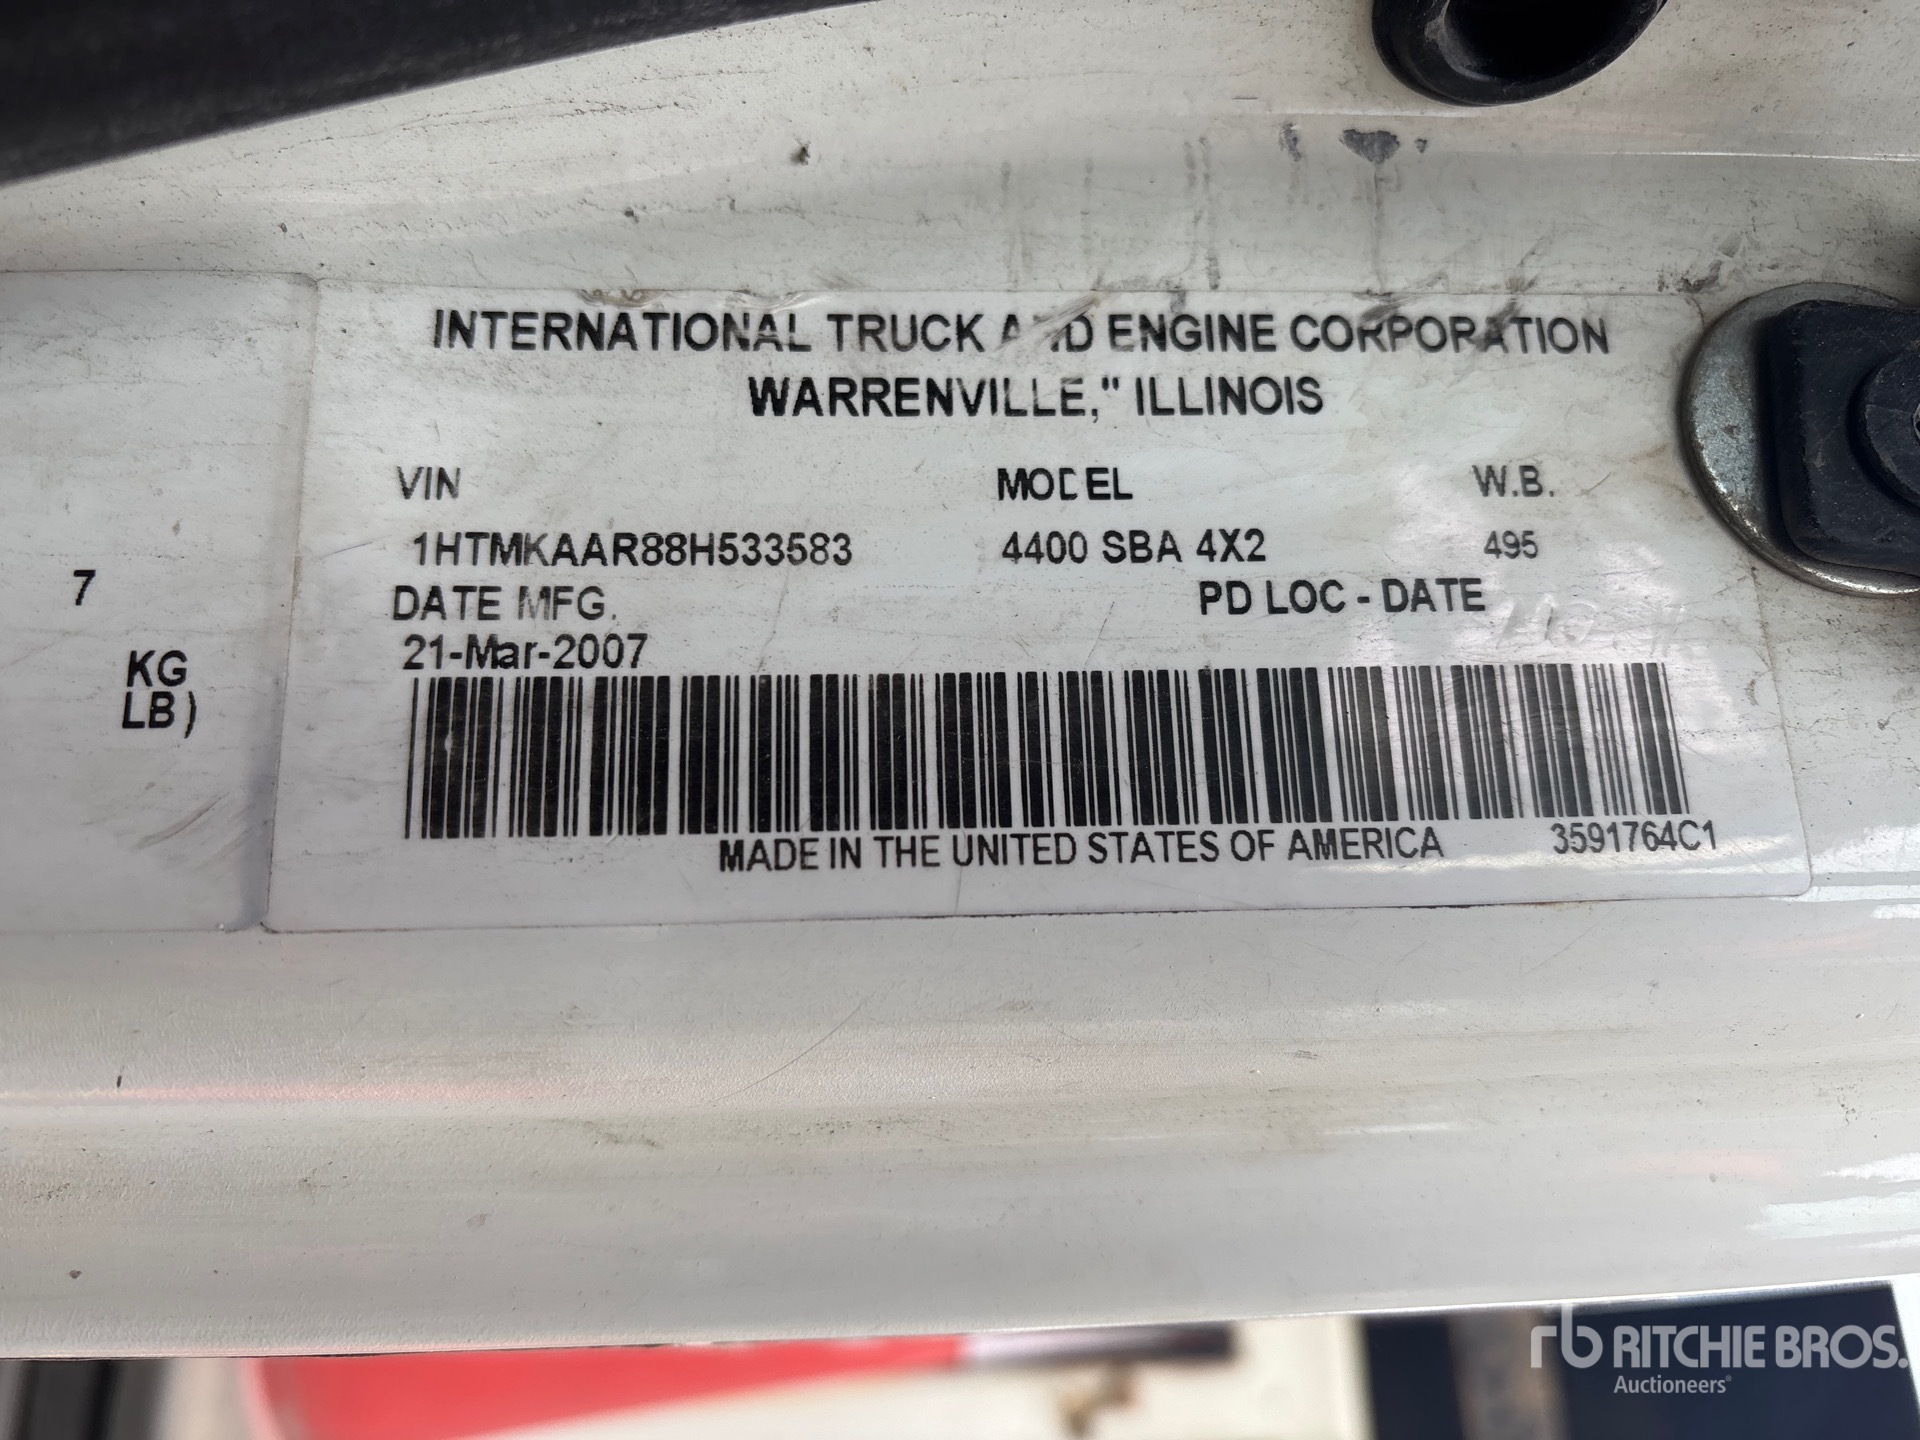 INTERNATIONAL TRUCK AND ENGINE CORPORATION
WARRENVILLE," ILLINOIS
VIN MODEL W.B.
1HTMKAAR88H533583 4400 SBA 4X2 495
DATE MFG. PD LOC - DATE
21-Mar-2007
MADE IN THE UNITED STATES OF AMERICA 3591764C1
7
KG
LB)
rb RITCHIE BROS.
Auctioneers®